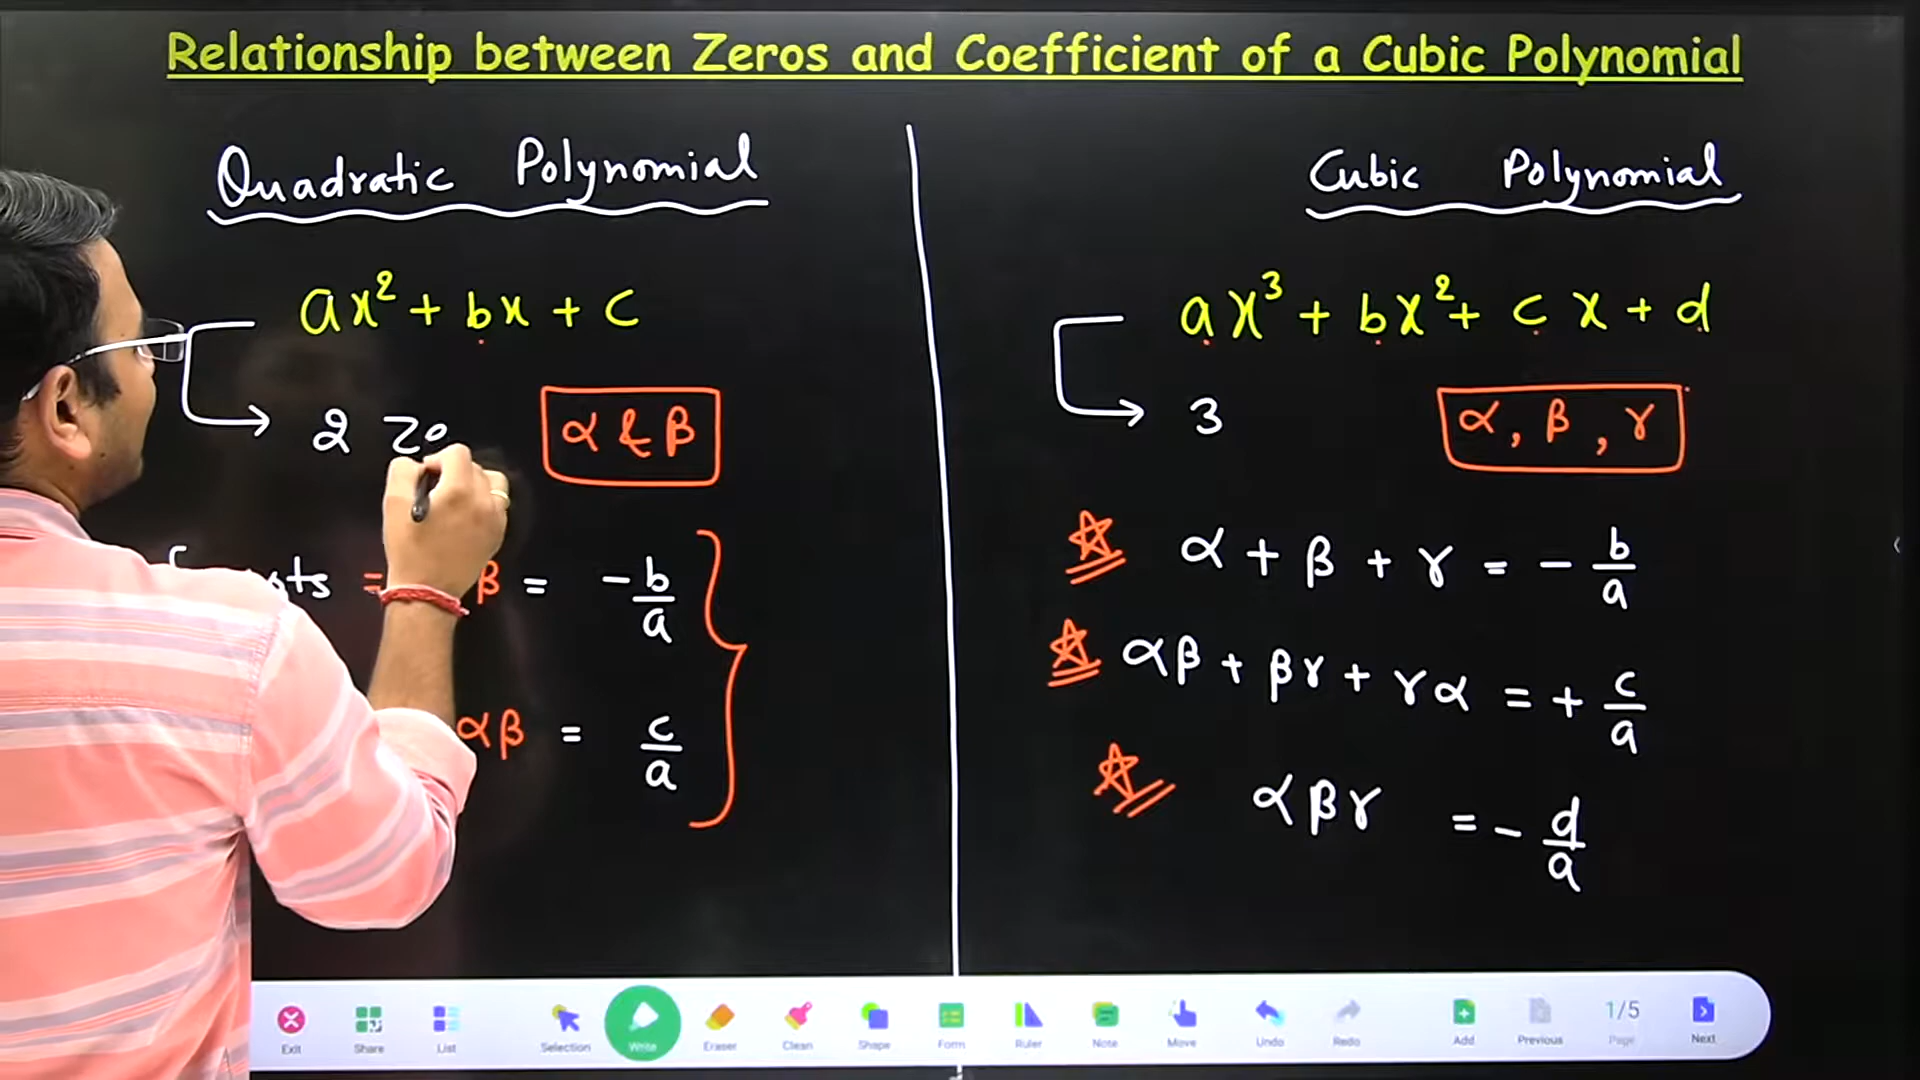 Relationship between Zeros and Coefficient of a Cubic Polynomial
Quadratic Polynomial
ax² + bx + c
2
α & β
β = -b/a
αβ = c/a
Cubic Polynomial
ax³ + bx² + cx + d
3
α, β, γ
α + β + γ = - b/a
αβ + βγ + γα = + c/a
αβγ = - d/a
Exit
Share
List
Selection
Write
Eraser
Clean
Shape
Form
Ruler
Note
Move
Undo
Redo
Add
Previous
1/5
Page
Next